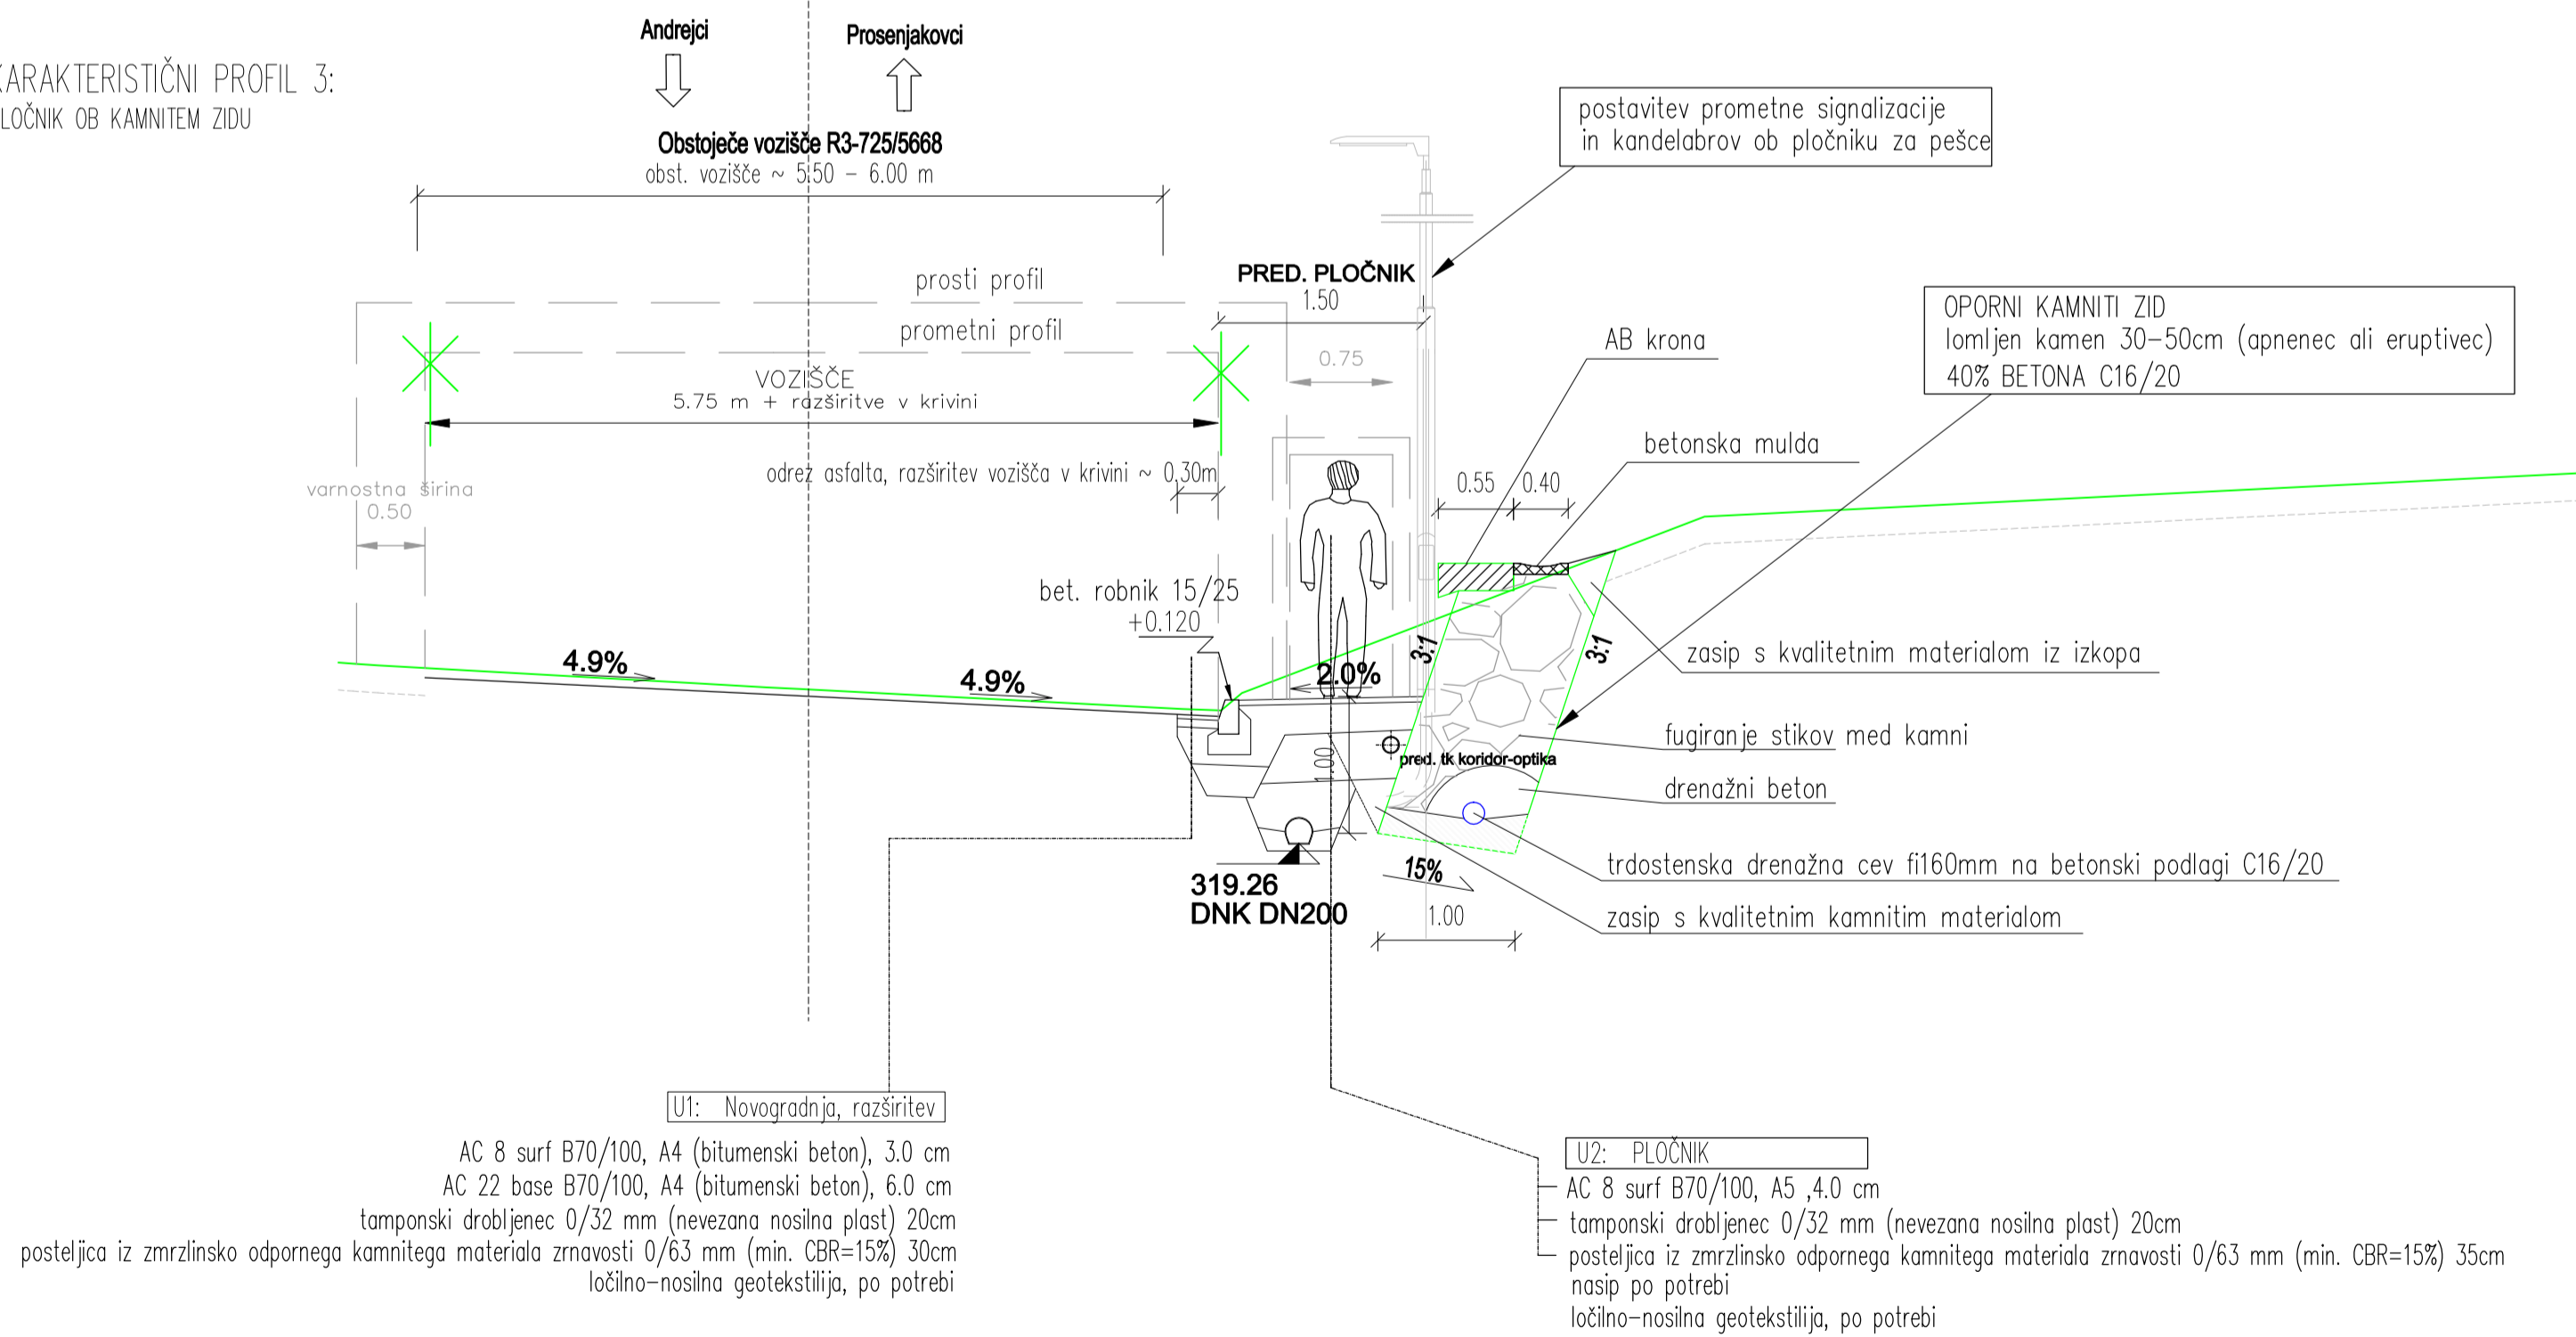 KARAKTERISTIČNI PROFIL 3:
PLOČNIK OB KAMNITEM ZIDU
Andrejci
Prosenjakovci
Obstoječe vozišče R3-725/5668
obst. vozišče ~ 5.50 – 6.00 m
postavitev prometne signalizacije
in kandelabrov ob pločniku za pešce
prosti profil
PRED. PLOČNIK
1.50
prometni profil
0.75
VOZIŠČE
5.75 m + razširitve v krivini
AB krona
OPORNI KAMNITI ZID
lomljen kamen 30–50cm (apnenec ali eruptivec)
40% BETONA C16/20
betonska mulda
odrez asfalta, razširitev vozišča v krivini ~ 0.30m
0.55
0.40
varnostna širina
0.50
bet. robnik 15/25
+0.120
4.9%
4.9%
2.0%
3:1
3:1
zasip s kvalitetnim materialom iz izkopa
fugiranje stikov med kamni
pred. tk koridor-optika
1.00
drenažni beton
trdostenska drenažna cev fi160mm na betonski podlagi C16/20
15%
319.26
DNK DN200
1.00
zasip s kvalitetnim kamnitim materialom
U1: Novogradnja, razširitev
AC 8 surf B70/100, A4 (bitumenski beton), 3.0 cm
AC 22 base B70/100, A4 (bitumenski beton), 6.0 cm
tamponski drobljenec 0/32 mm (nevezana nosilna plast) 20cm
posteljica iz zmrzlinsko odpornega kamnitega materiala zrnavosti 0/63 mm (min. CBR=15%) 30cm
ločilno–nosilna geotekstilija, po potrebi
U2: PLOČNIK
AC 8 surf B70/100, A5 ,4.0 cm
tamponski drobljenec 0/32 mm (nevezana nosilna plast) 20cm
posteljica iz zmrzlinsko odpornega kamnitega materiala zrnavosti 0/63 mm (min. CBR=15%) 35cm
nasip po potrebi
ločilno–nosilna geotekstilija, po potrebi